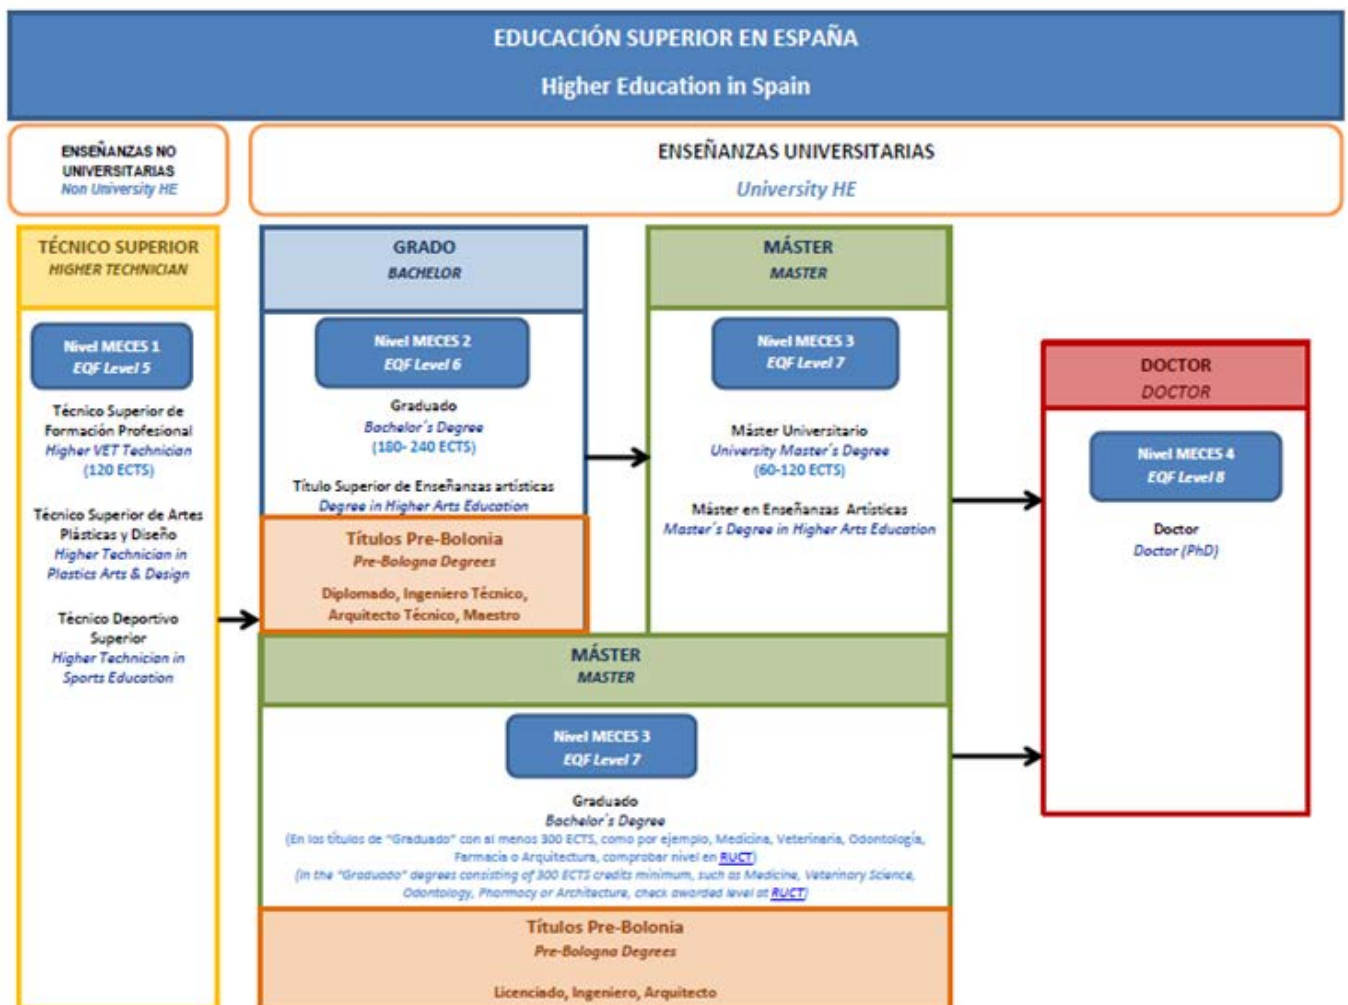 EDUCACIÓN SUPERIOR EN ESPAÑA
Higher Education in Spain
ENSEÑANZAS NO
UNIVERSITARIAS
Non University HE
ENSEÑANZAS UNIVERSITARIAS
University HE
TÉCNICO SUPERIOR
HIGHER TECHNICIAN
Nivel MECES 1
EQF Level 5
Técnico Superior de
Formación Profesional
Higher VET Technician
(120 ECTS)
Técnico Superior de Artes
Plásticas y Diseño
Higher Technician in
Plastics Arts & Design
Técnico Deportivo
Superior
Higher Technician in
Sports Education
GRADO
BACHELOR
Nivel MECES 2
EQF Level 6
Graduado
Bachelor´s Degree
(180- 240 ECTS)
Título Superior de Enseñanzas artísticas
Degree in Higher Arts Education
Títulos Pre-Bolonia
Pre-Bologna Degrees
Diplomado, Ingeniero Técnico,
Arquitecto Técnico, Maestro
MÁSTER
MASTER
Nivel MECES 3
EQF Level 7
Máster Universitario
University Master´s Degree
(60-120 ECTS)
Máster en Enseñanzas Artísticas
Master´s Degree in Higher Arts Education
MÁSTER
MASTER
Nivel MECES 3
EQF Level 7
Graduado
Bachelor´s Degree
(En los títulos de "Graduado" con al menos 300 ECTS, como por ejemplo, Medicina, Veterinaria, Odontología,
Farmacia o Arquitectura, comprobar nivel en RUCT)
(In the "Graduado" degrees consisting of 300 ECTS credits minimum, such as Medicine, Veterinary Science,
Odontology, Pharmacy or Architecture, check awarded level at RUCT)
Títulos Pre-Bolonia
Pre-Bologna Degrees
Licenciado, Ingeniero, Arquitecto
DOCTOR
DOCTOR
Nivel MECES 4
EQF Level 8
Doctor
Doctor (PhD)